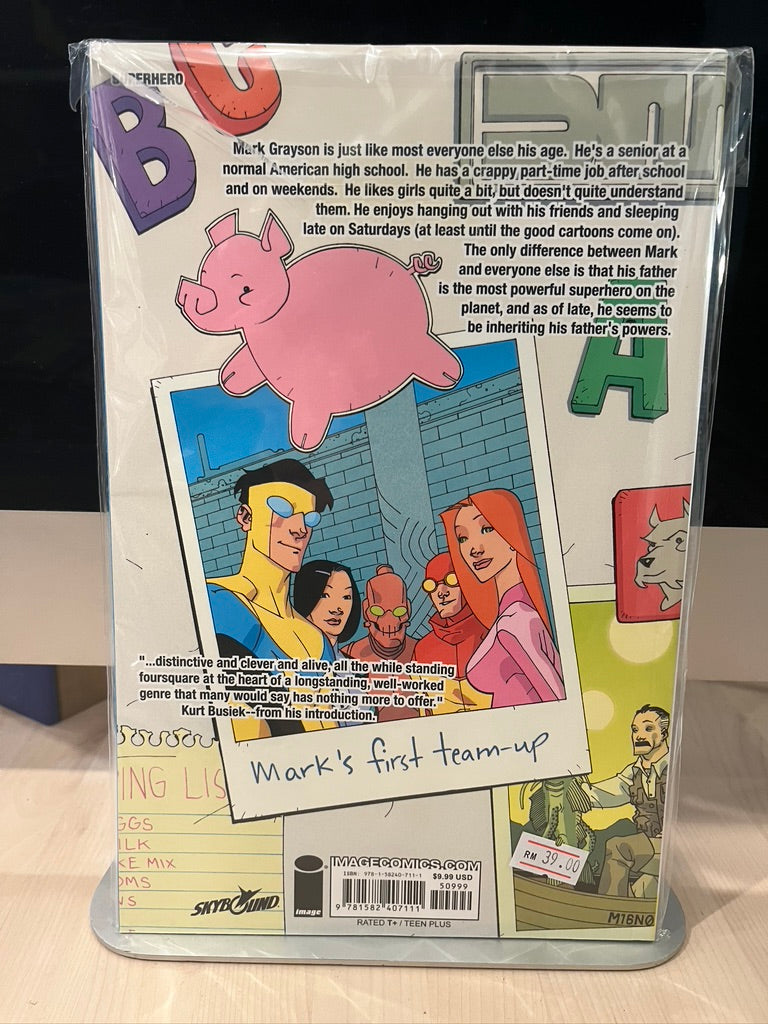 SUPERHERO
B
C
Mark Grayson is just like most everyone else his age. He's a senior at a
normal American high school. He has a crappy part-time job after school
and on weekends. He likes girls quite a bit, but doesn't quite understand
them. He enjoys hanging out with his friends and sleeping
late on Saturdays (at least until the good cartoons come on).
The only difference between Mark
and everyone else is that his father
is the most powerful superhero on the
planet, and as of late, he seems to
be inheriting his father's powers.
A
"...distinctive and clever and alive, all the while standing
foursquare at the heart of a longstanding, well-worked
genre that many would say has nothing more to offer."
Kurt Busiek--from his introduction.
Mark's first team-up
ING LIS
GGS
ILK
KE MIX
OMS
NS
SKYBOUND
image
IMAGECOMICS.COM
ISBN: 978-1-58240-711-1 $9.99 USD
50999
9 781582 407111
RATED T+ / TEEN PLUS
RM 39.00
M16N0